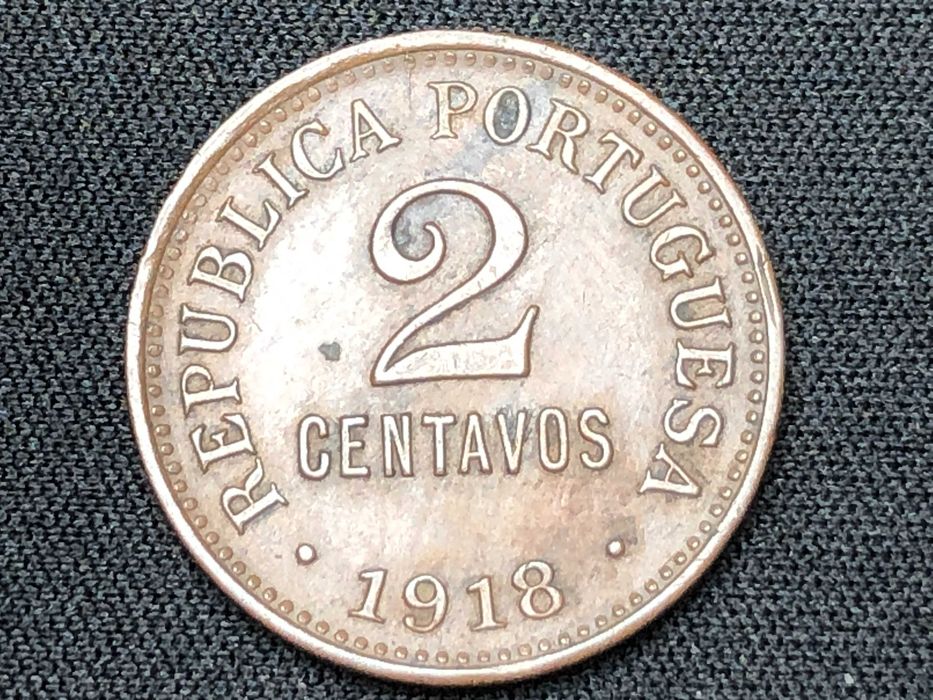 REPUBLICA PORTUGUESA
2
CENTAVOS
• 1918 •